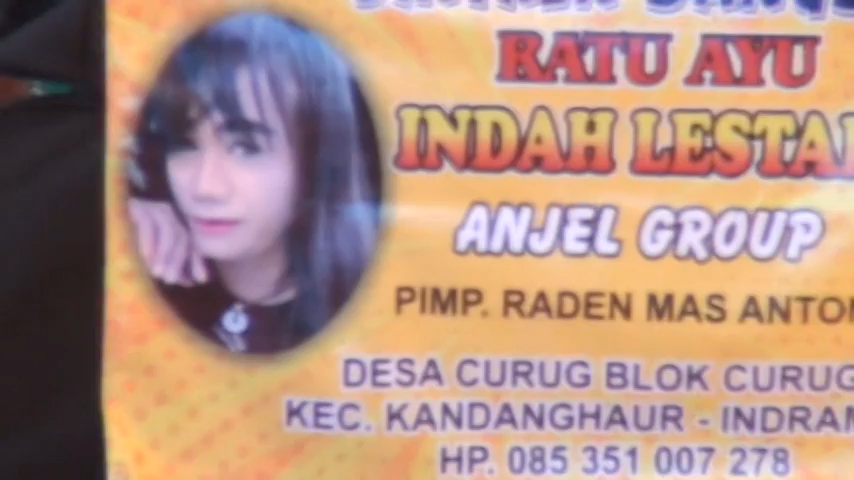 RATU AYU
INDAH LESTA
ANJEL GROUP
PIMP. RADEN MAS ANTO
DESA CURUG BLOK CURUG
KEC. KANDANGHAUR - INDRAM
HP. 085 351 007 278